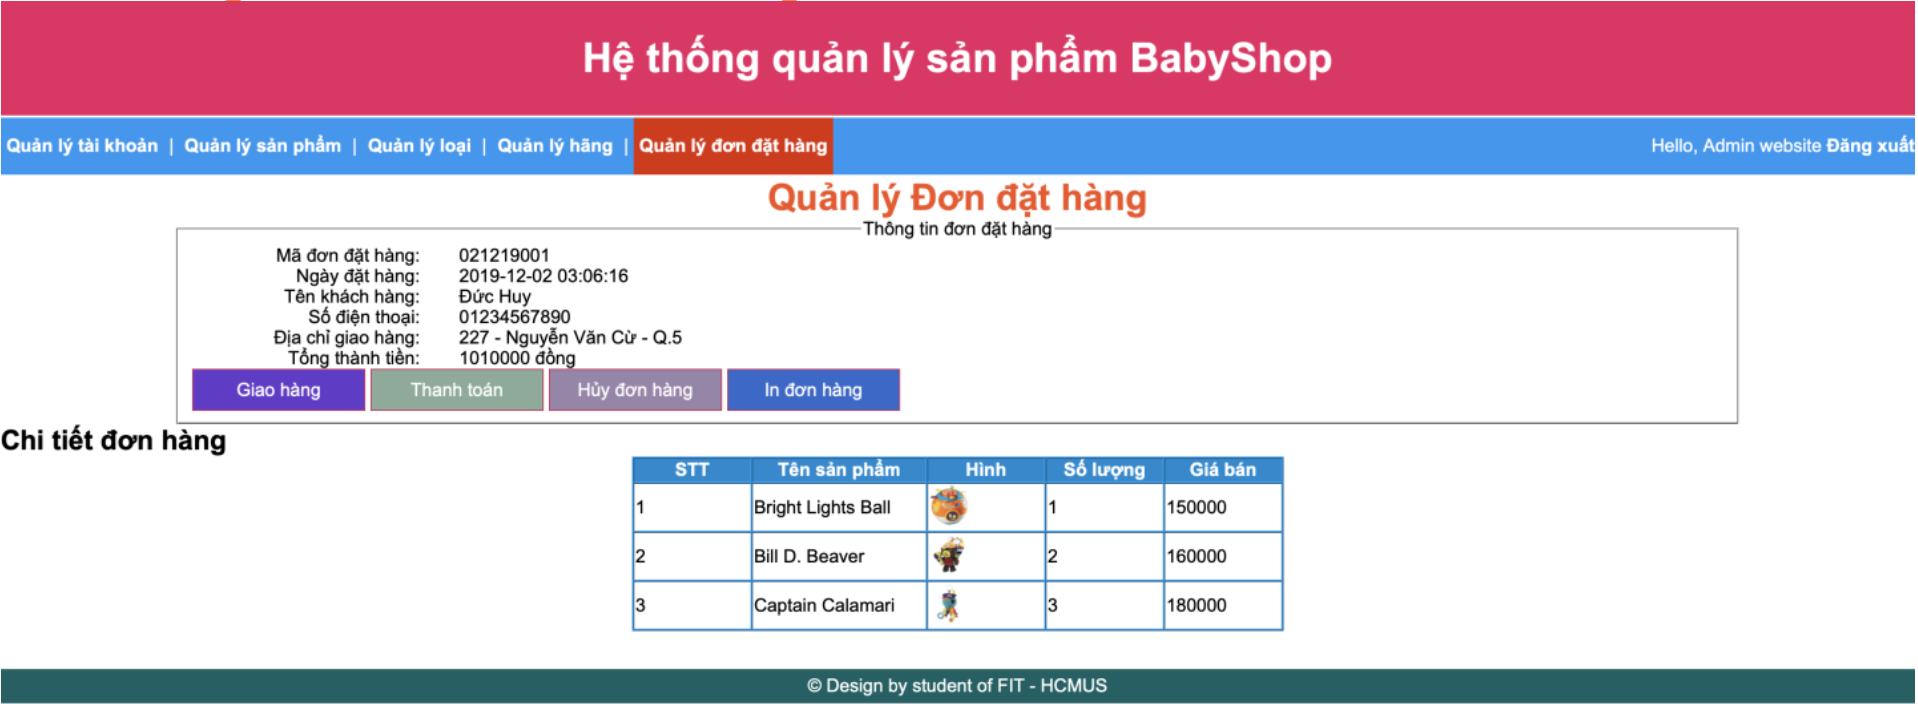 Hệ thống quản lý sản phẩm BabyShop
Quản lý tài khoản | Quản lý sản phẩm | Quản lý loại | Quản lý hãng | Quản lý đơn đặt hàng Hello, Admin website Đăng xuất
Quản lý Đơn đặt hàng
Thông tin đơn đặt hàng
Mã đơn đặt hàng: 021219001
Ngày đặt hàng: 2019-12-02 03:06:16
Tên khách hàng: Đức Huy
Số điện thoại: 01234567890
Địa chỉ giao hàng: 227 - Nguyễn Văn Cừ - Q.5
Tổng thành tiền: 1010000 đồng
Giao hàng Thanh toán Hủy đơn hàng In đơn hàng
Chi tiết đơn hàng
STT Tên sản phẩm Hình Số lượng Giá bán
1 Bright Lights Ball 1 150000
2 Bill D. Beaver 2 160000
3 Captain Calamari 3 180000
© Design by student of FIT - HCMUS